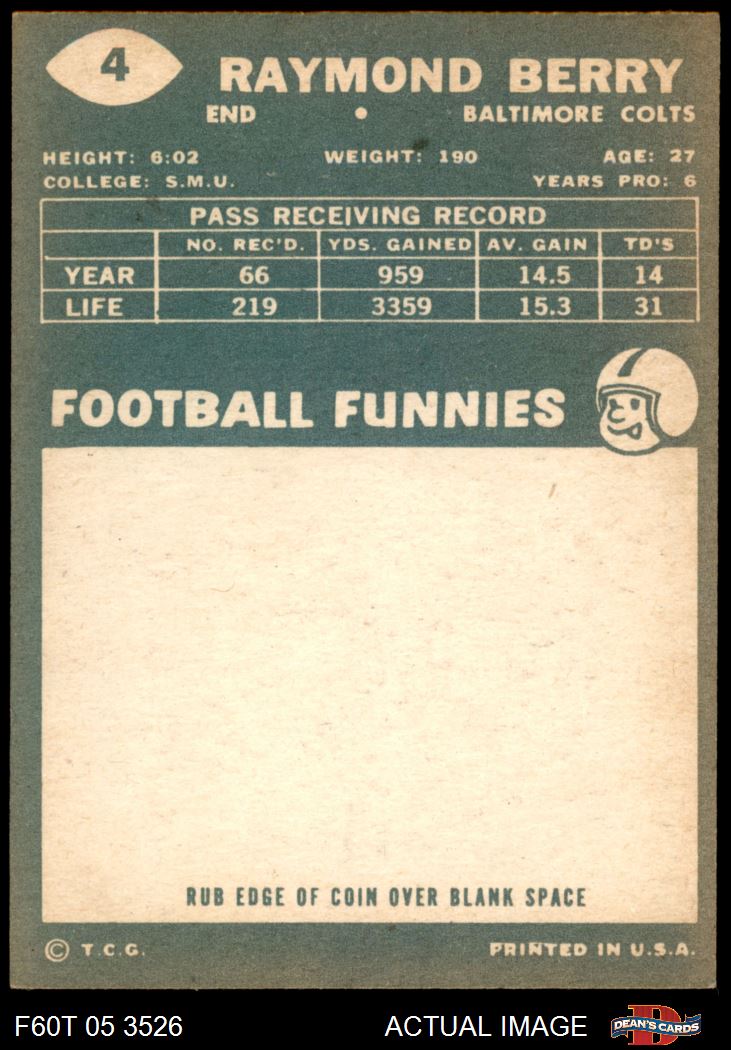 4
RAYMOND BERRY
END • BALTIMORE COLTS
HEIGHT: 6:02 WEIGHT: 190 AGE: 27
COLLEGE: S.M.U. YEARS PRO: 6
PASS RECEIVING RECORD
NO. REC'D. YDS. GAINED AV. GAIN TD'S
YEAR 66 959 14.5 14
LIFE 219 3359 15.3 31
FOOTBALL FUNNIES
RUB EDGE OF COIN OVER BLANK SPACE
© T.C.G. PRINTED IN U.S.A.
F60T 05 3526 ACTUAL IMAGE D DEAN'S CARDS